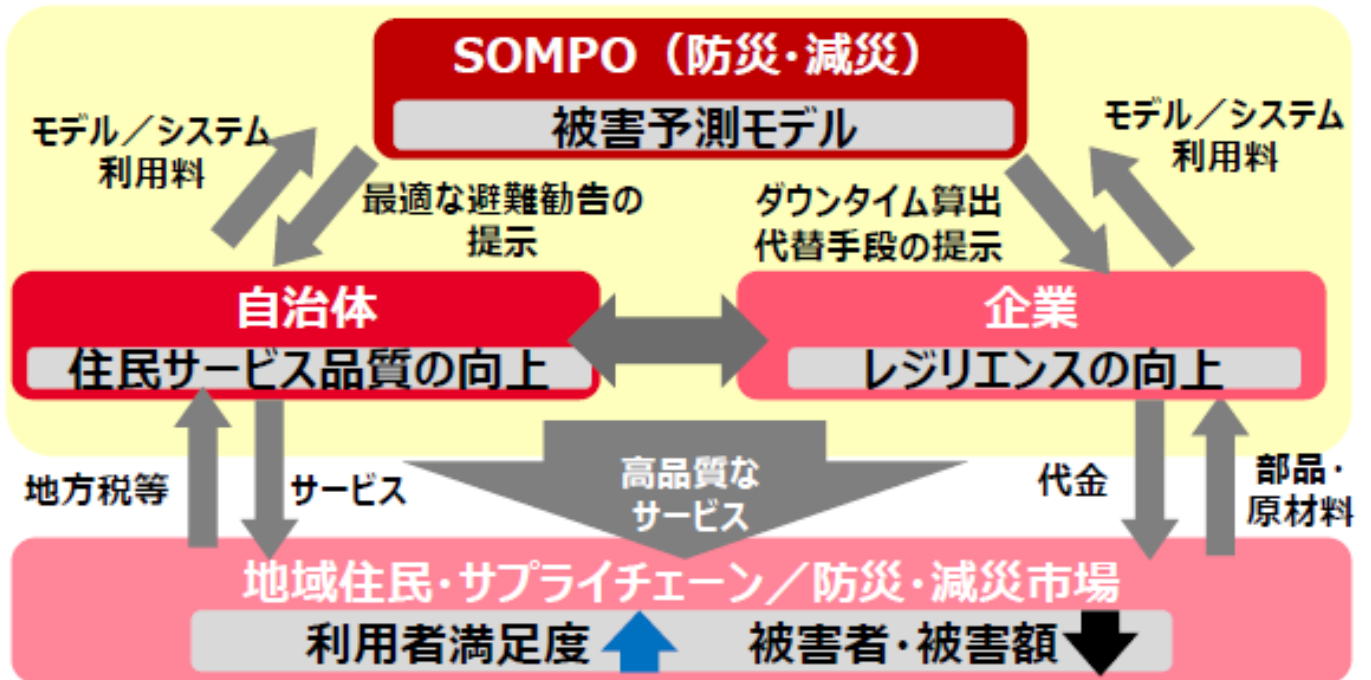 SOMPO（防災・減災）
被害予測モデル
モデル／システム
利用料
最適な避難勧告の
提示
ダウンタイム算出
代替手段の提示
モデル／システム
利用料
自治体
住民サービス品質の向上
企業
レジリエンスの向上
地方税等
サービス
高品質な
サービス
代金
部品・
原材料
地域住民・サプライチェーン／防災・減災市場
利用者満足度
被害者・被害額